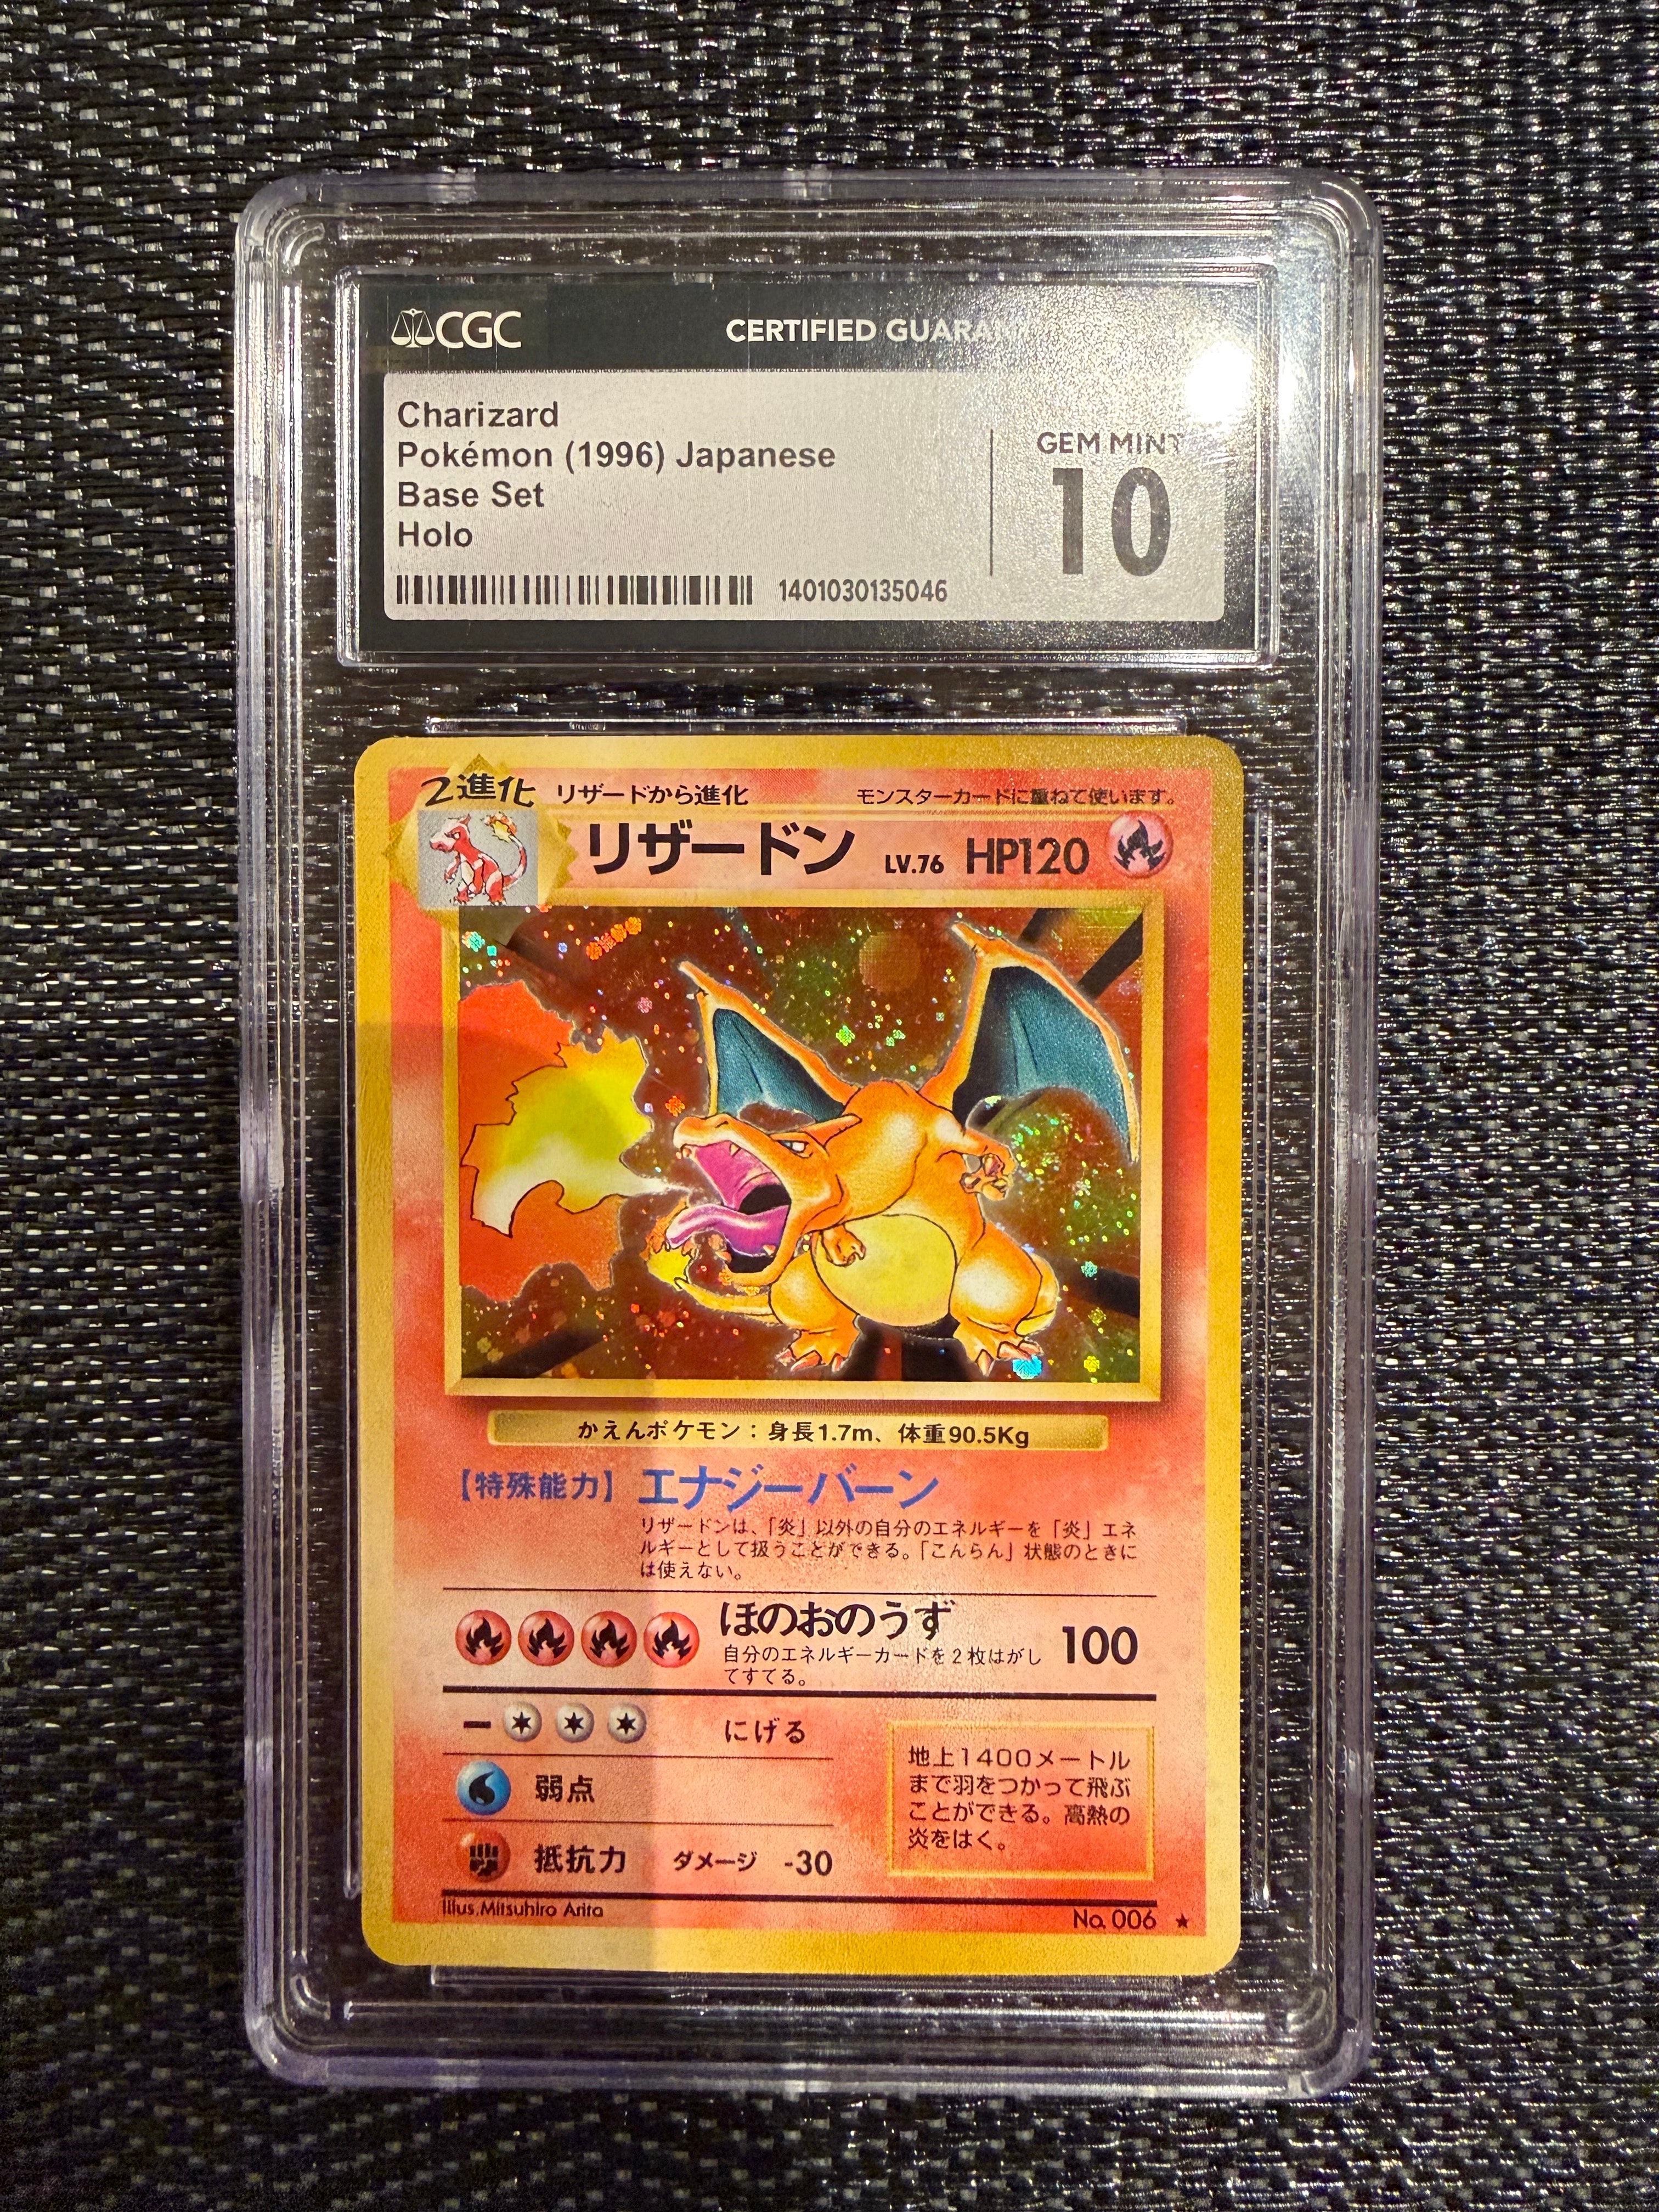 CGC
CERTIFIED
Charizard
Pokémon (1996) Japanese
Base Set
Holo
1401030135046
GEM MINT
10
2進化 リザードから進化 モンスターカードに重ねて使います。
リザードン LV.76 HP120
かえんポケモン：身長1.7m、体重90.5Kg
【特殊能力】エナジーバーン
リザードンは、「炎」以外の自分のエネルギーを「炎」エネ
ルギーとして扱うことができる。「こんらん」状態のときに
は使えない。
ほのおのうず 100
自分のエネルギーカードを2枚はがし
てすてる。
ー にげる
弱点
抵抗力 ダメージ -30
地上1400メートル
まで羽をつかって飛ぶ
ことができる。高熱の
炎をはく。
Illus.Mitsuhiro Arita
No. 006 ★